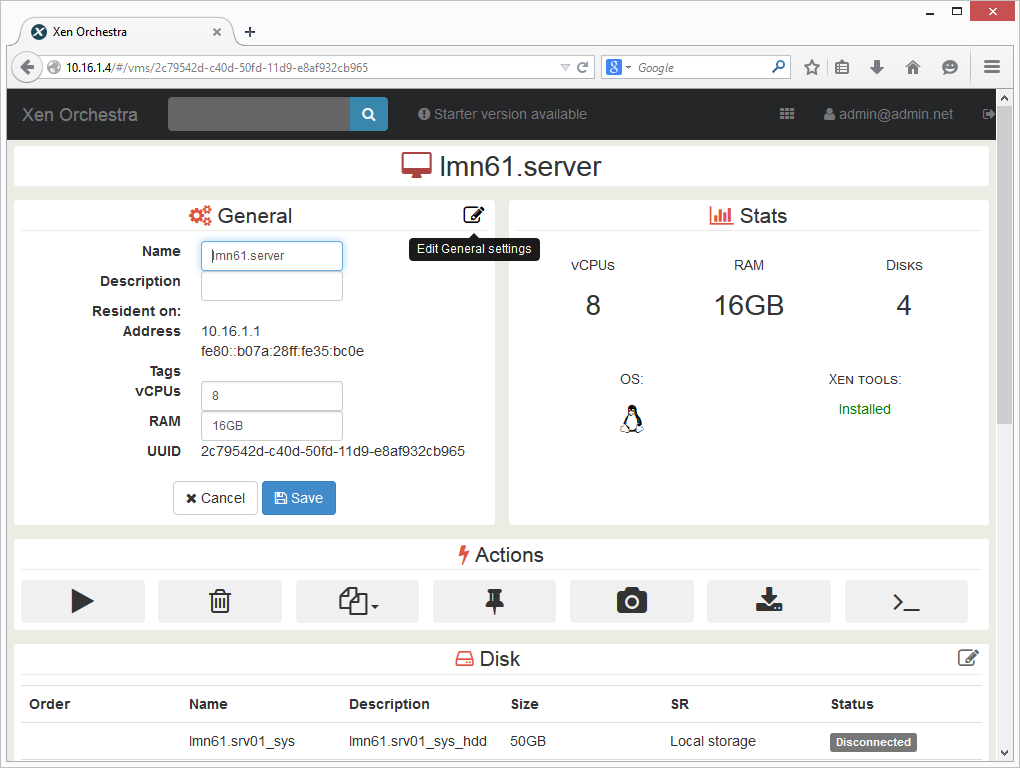 Xen Orchestra
10.16.1.4/#/vms/2c79542d-c40d-50fd-11d9-e8af932cb965
8 Google
Xen Orchestra
Starter version available
admin@admin.net
lmn61.server
General
Edit General settings
Name lmn61.server
Description
Resident on:
Address 10.16.1.1
fe80::b07a:28ff:fe35:bc0e
Tags
vCPUs 8
RAM 16GB
UUID 2c79542d-c40d-50fd-11d9-e8af932cb965
Cancel Save
Stats
vCPUs RAM Disks
8 16GB 4
OS: Xen tools:
Installed
Actions
Disk
Order Name Description Size SR Status
lmn61.srv01_sys lmn61.srv01_sys_hdd 50GB Local storage Disconnected